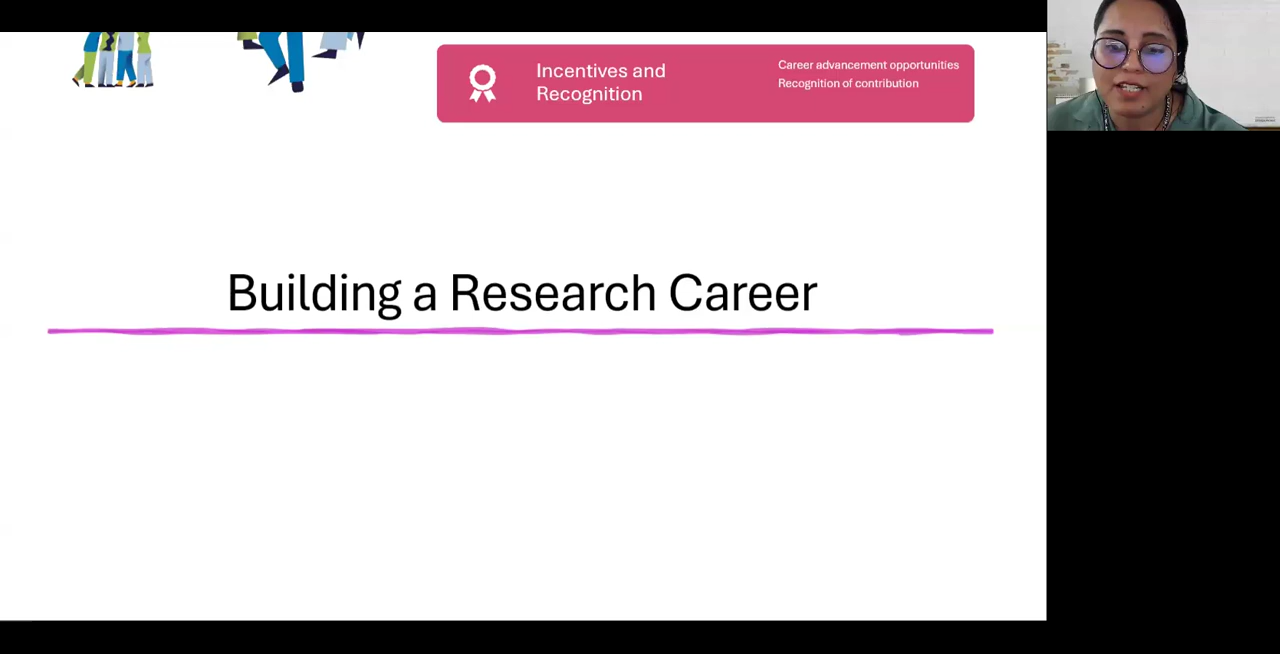 Incentives and
Recognition
Career advancement opportunities
Recognition of contribution
Building a Research Career